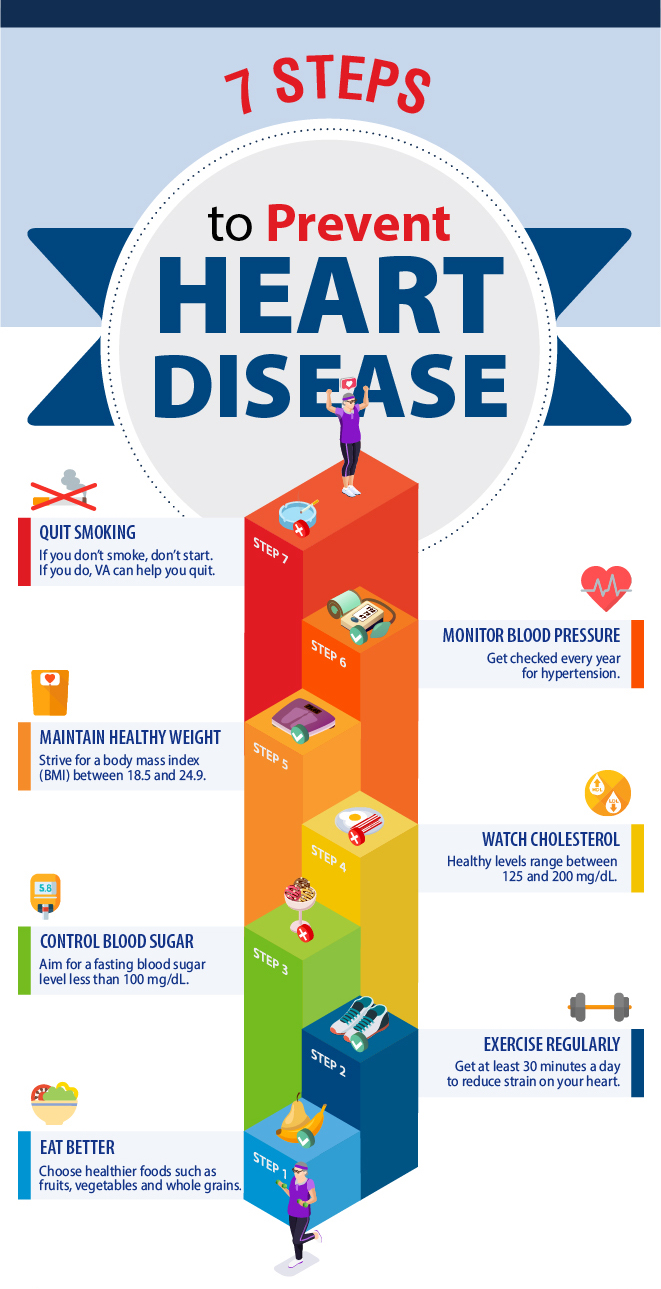 7 STEPS
to Prevent
HEART
DISEASE
STEP 7
QUIT SMOKING
If you don't smoke, don't start.
If you do, VA can help you quit.
STEP 6
MONITOR BLOOD PRESSURE
Get checked every year
for hypertension.
STEP 5
MAINTAIN HEALTHY WEIGHT
Strive for a body mass index
(BMI) between 18.5 and 24.9.
STEP 4
HDL
LDL
WATCH CHOLESTEROL
Healthy levels range between
125 and 200 mg/dL.
5.8
STEP 3
CONTROL BLOOD SUGAR
Aim for a fasting blood sugar
level less than 100 mg/dL.
STEP 2
EXERCISE REGULARLY
Get at least 30 minutes a day
to reduce strain on your heart.
STEP 1
EAT BETTER
Choose healthier foods such as
fruits, vegetables and whole grains.